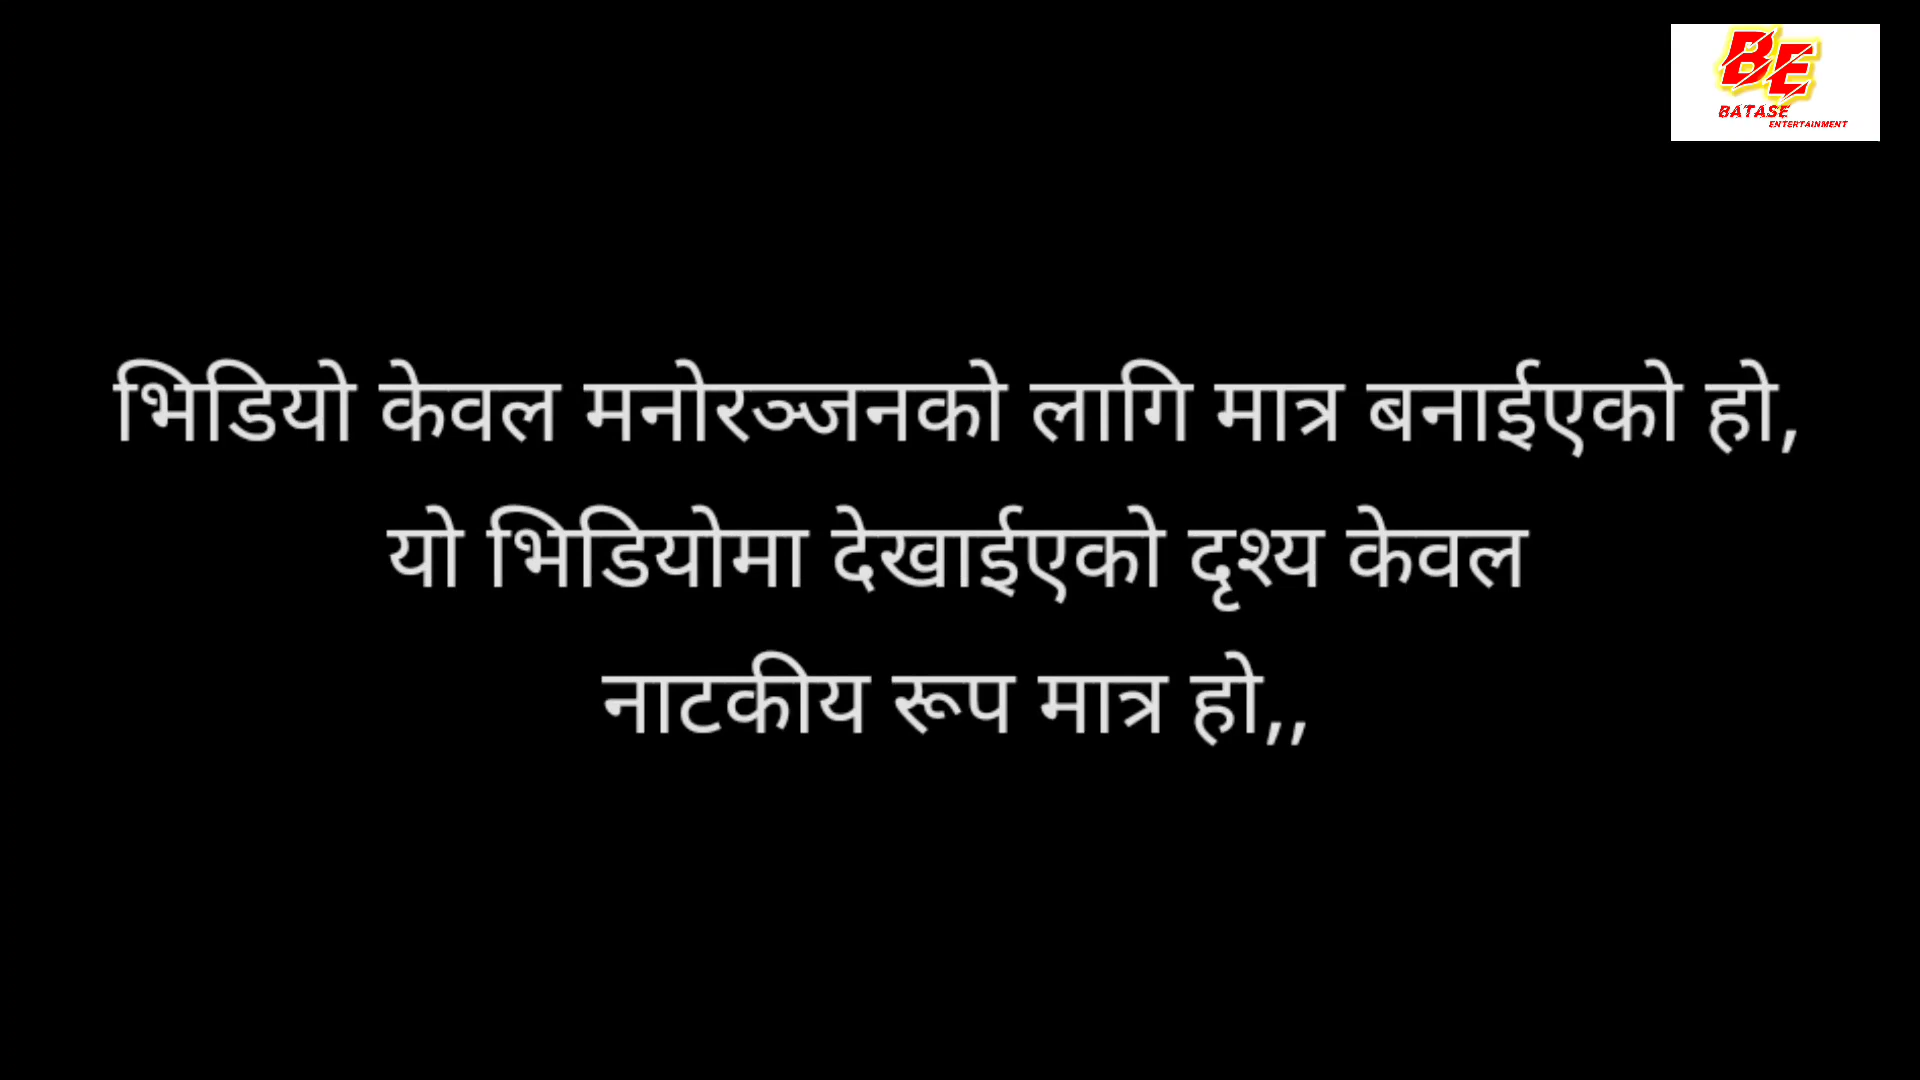 BE
BATASE
ENTERTAINMENT
भिडियो केवल मनोरञ्जनको लागि मात्र बनाईएको हो,
यो भिडियोमा देखाईएको दृश्य केवल
नाटकीय रूप मात्र हो,,